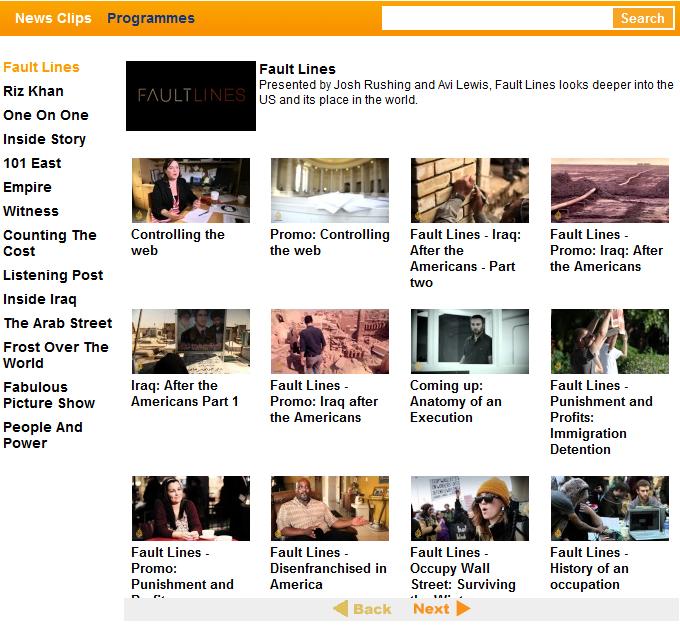 News Clips Programmes Search
Fault Lines
Riz Khan
One On One
Inside Story
101 East
Empire
Witness
Counting The
Cost
Listening Post
Inside Iraq
The Arab Street
Frost Over The
World
Fabulous
Picture Show
People And
Power
FAULTLINES
Fault Lines
Presented by Josh Rushing and Avi Lewis, Fault Lines looks deeper into the
US and its place in the world.
Controlling the
web
Promo: Controlling
the web
Fault Lines - Iraq:
After the
Americans - Part
two
Fault Lines -
Promo: Iraq: After
the Americans
Iraq: After the
Americans Part 1
Fault Lines -
Promo: Iraq after
the Americans
Coming up:
Anatomy of an
Execution
Fault Lines -
Punishment and
Profits:
Immigration
Detention
Fault Lines -
Promo:
Punishment and
Fault Lines -
Disenfranchised in
America
Fault Lines -
Occupy Wall
Street: Surviving
Fault Lines -
History of an
occupation
Back Next